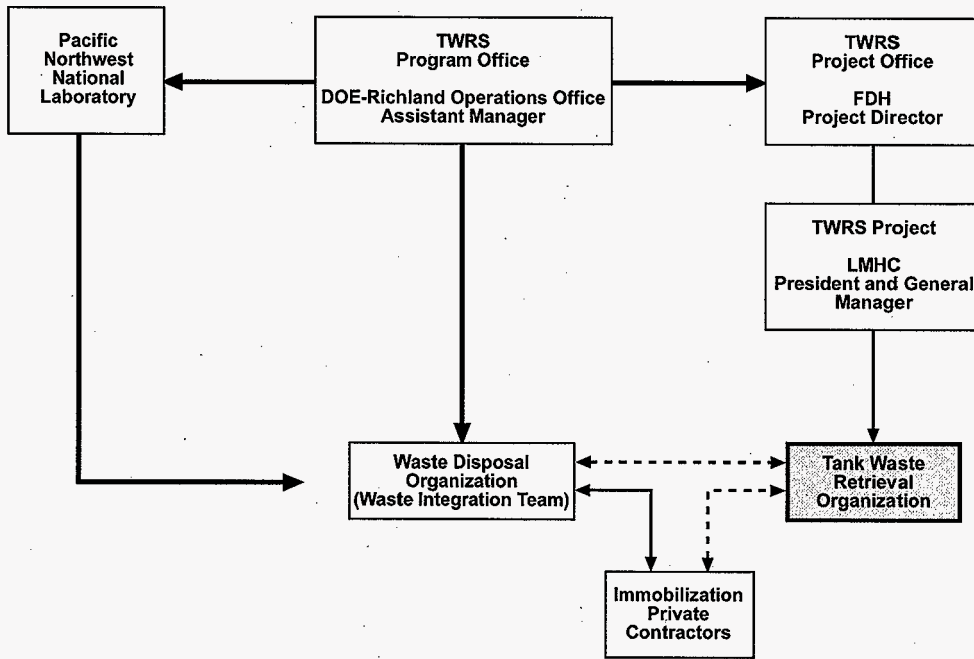 Pacific
Northwest
National
Laboratory
TWRS
Program Office
DOE-Richland Operations Office
Assistant Manager
TWRS
Project Office
FDH
Project Director
TWRS Project
LMHC
President and General
Manager
Waste Disposal
Organization
(Waste Integration Team)
Tank Waste
Retrieval
Organization
Immobilization
Private
Contractors